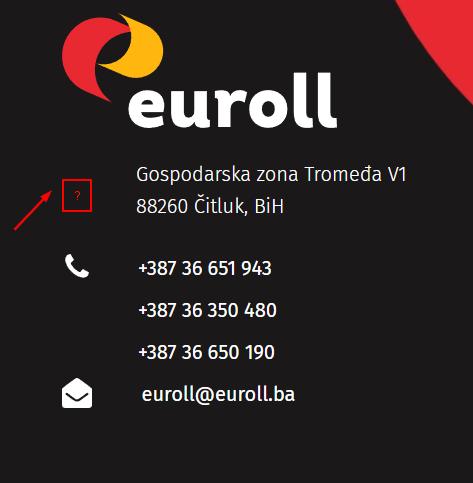 euroll
Gospodarska zona Tromeđa V1
?
88260 Čitluk, BiH
+387 36 651 943
+387 36 350 480
+387 36 650 190
euroll@euroll.ba